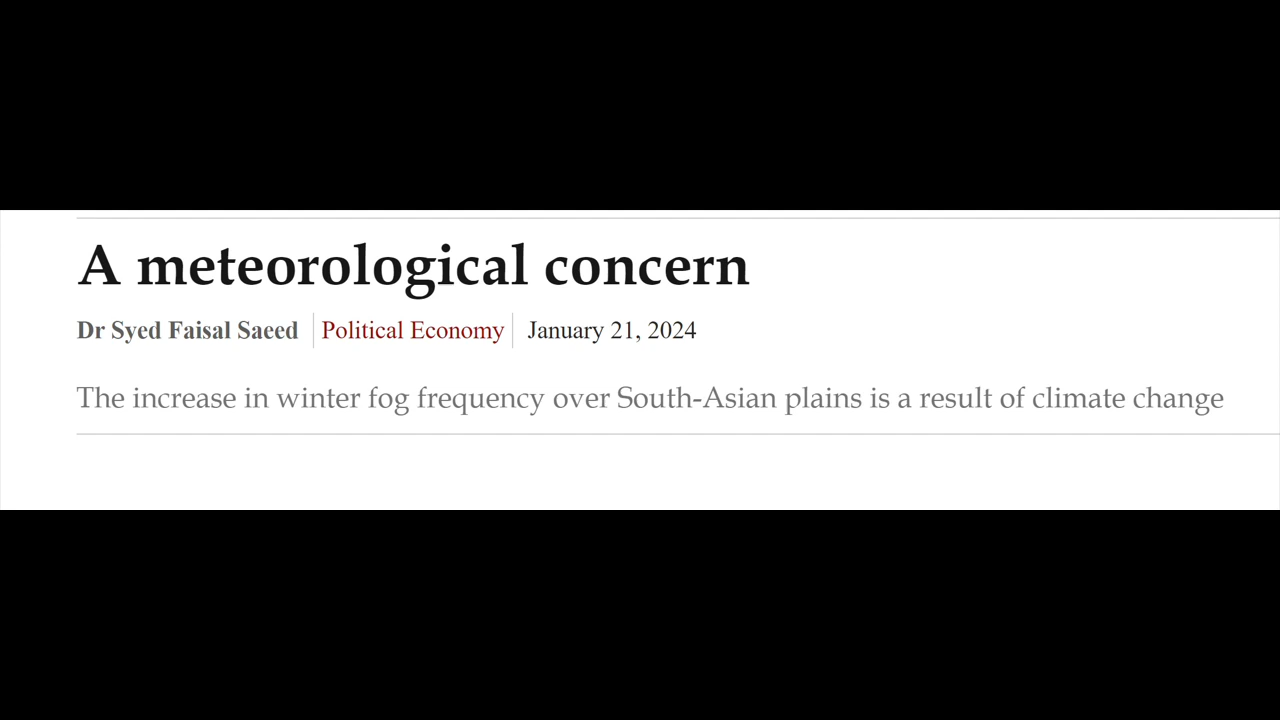 A meteorological concern
Dr Syed Faisal Saeed | Political Economy | January 21, 2024
The increase in winter fog frequency over South-Asian plains is a result of climate change